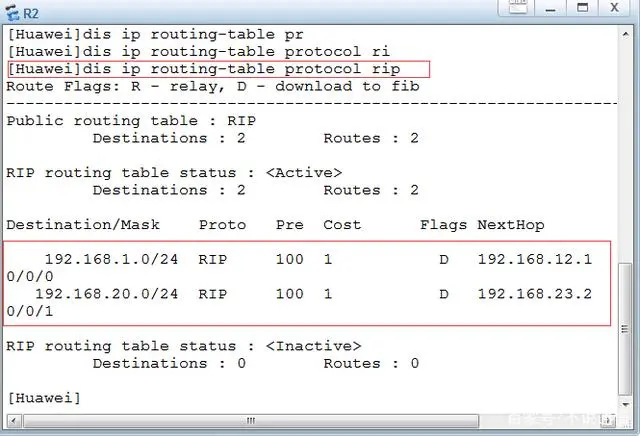 R2
[Huawei]dis ip routing-table pr
[Huawei]dis ip routing-table protocol ri
[Huawei]dis ip routing-table protocol rip
Route Flags: R - relay, D - download to fib
------------------------------------------------------------------------------
Public routing table : RIP
Destinations : 2 Routes : 2
RIP routing table status : <Active>
Destinations : 2 Routes : 2
Destination/Mask Proto Pre Cost Flags NextHop
192.168.1.0/24 RIP 100 1 D 192.168.12.1
0/0/0
192.168.20.0/24 RIP 100 1 D 192.168.23.2
0/0/1
RIP routing table status : <Inactive>
Destinations : 0 Routes : 0
[Huawei]